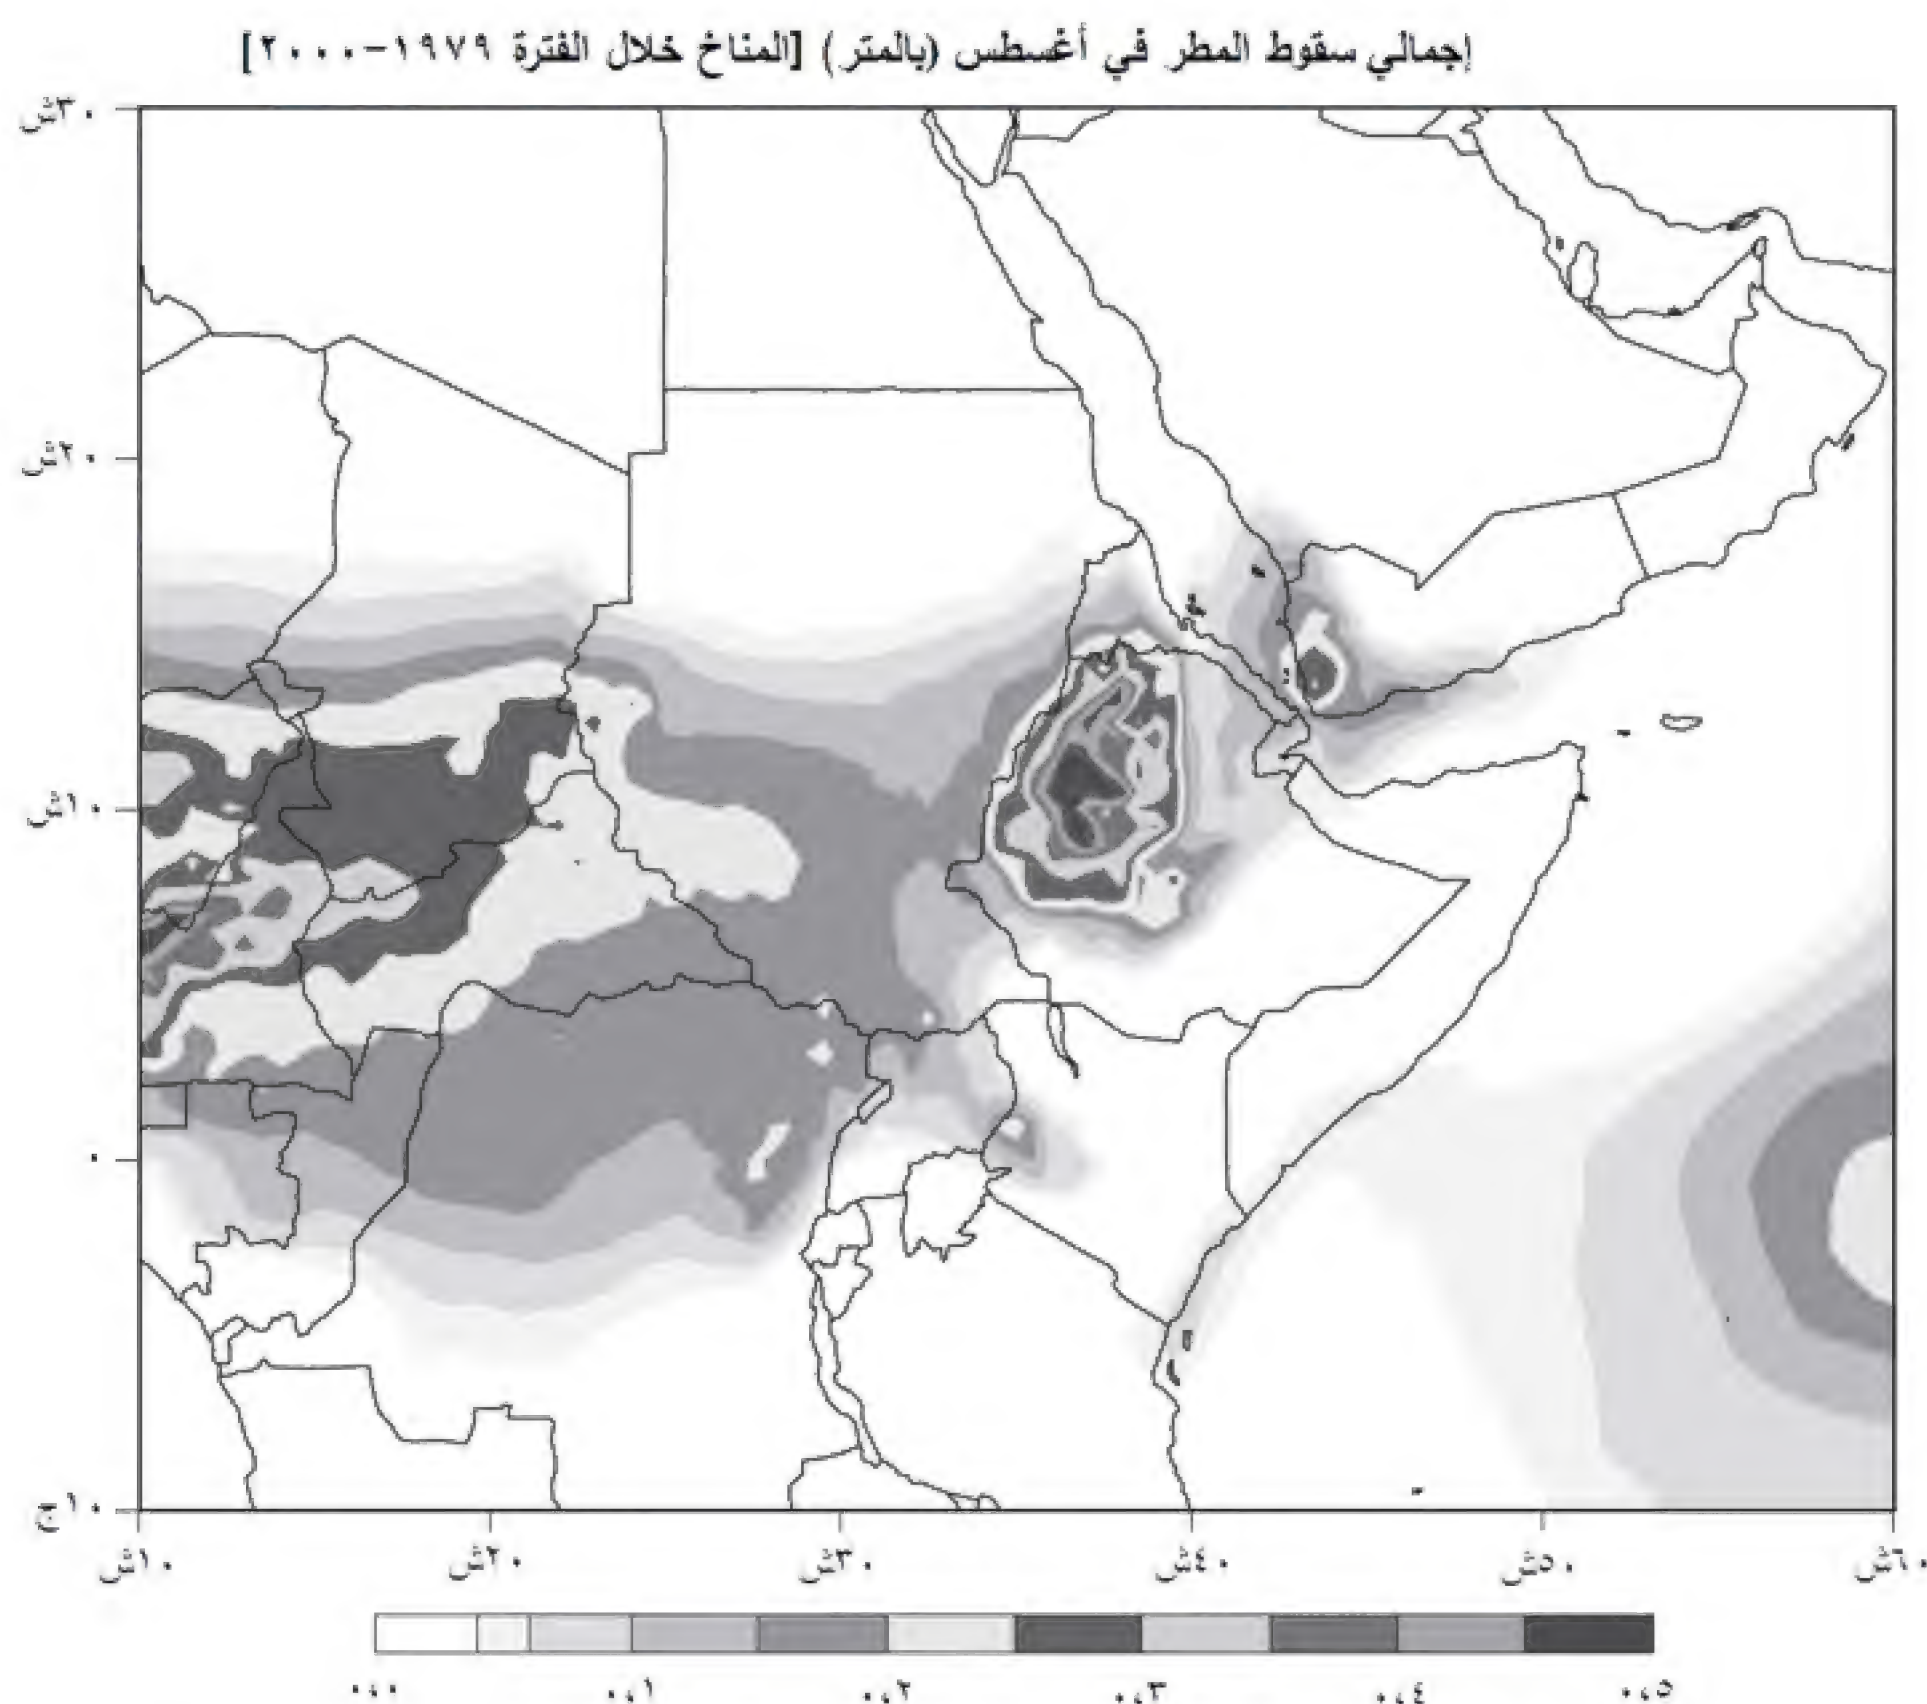 إجمالي سقوط المطر في أغسطس (بالمتر) [المناخ خلال الفترة ١٩٧٩-٢٠٠٠]
٣٠ش
٢٠ش
١٠ش
٠
١٠ج
١٠ش ٢٠ش ٣٠ش ٤٠ش ٥٠ش ٦٠ش
٠,٠ ٠,١ ٠,٢ ٠,٣ ٠,٤ ٠,٥